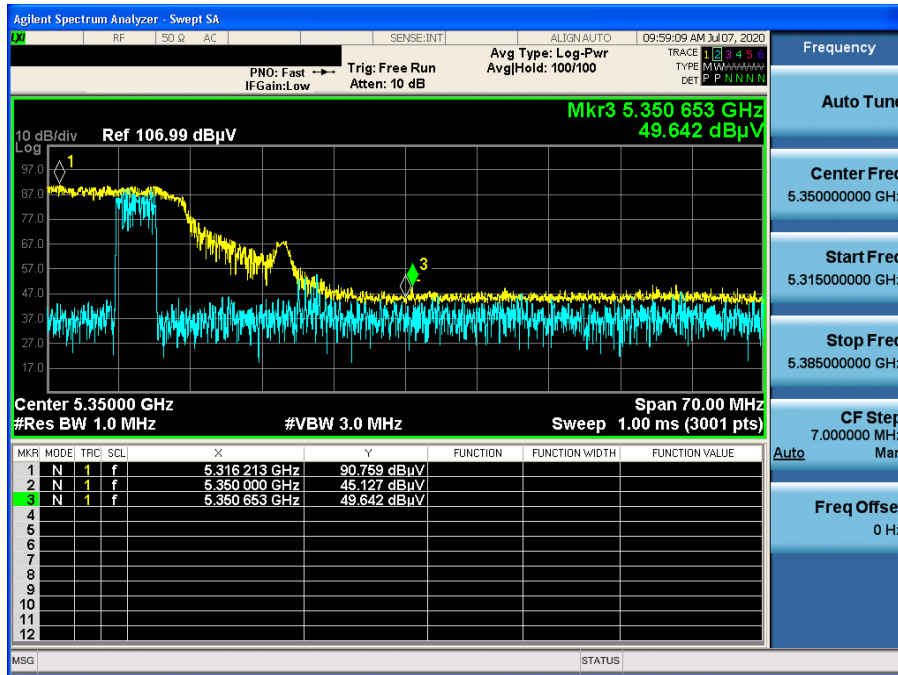 Agilent Spectrum Analyzer - Swept SA
LXI RF 50 Ω AC SENSE:INT ALIGN AUTO 09:59:09 AM Jul 07, 2020
PNO: Fast Trig: Free Run Avg Type: Log-Pwr TRACE 1 2 3 4 5 6
IFGain:Low Atten: 10 dB Avg|Hold: 100/100 TYPE M W W W W W
DET P P N N N N
Mkr3 5.350 653 GHz
49.642 dBµV
10 dB/div Ref 106.99 dBµV
Log
97.0
87.0
77.0
67.0
57.0
47.0
37.0
27.0
17.0
1
3
Center 5.35000 GHz Span 70.00 MHz
#Res BW 1.0 MHz #VBW 3.0 MHz Sweep 1.00 ms (3001 pts)
MKR MODE TRC SCL X Y FUNCTION FUNCTION WIDTH FUNCTION VALUE
1 N 1 f 5.316 213 GHz 90.759 dBµV
2 N 1 f 5.350 000 GHz 45.127 dBµV
3 N 1 f 5.350 653 GHz 49.642 dBµV
4
5
6
7
8
9
10
11
12
MSG STATUS
Frequency
Auto Tune
Center Freq
5.350000000 GHz
Start Freq
5.315000000 GHz
Stop Freq
5.385000000 GHz
CF Step
7.000000 MHz
Auto Man
Freq Offset
0 Hz